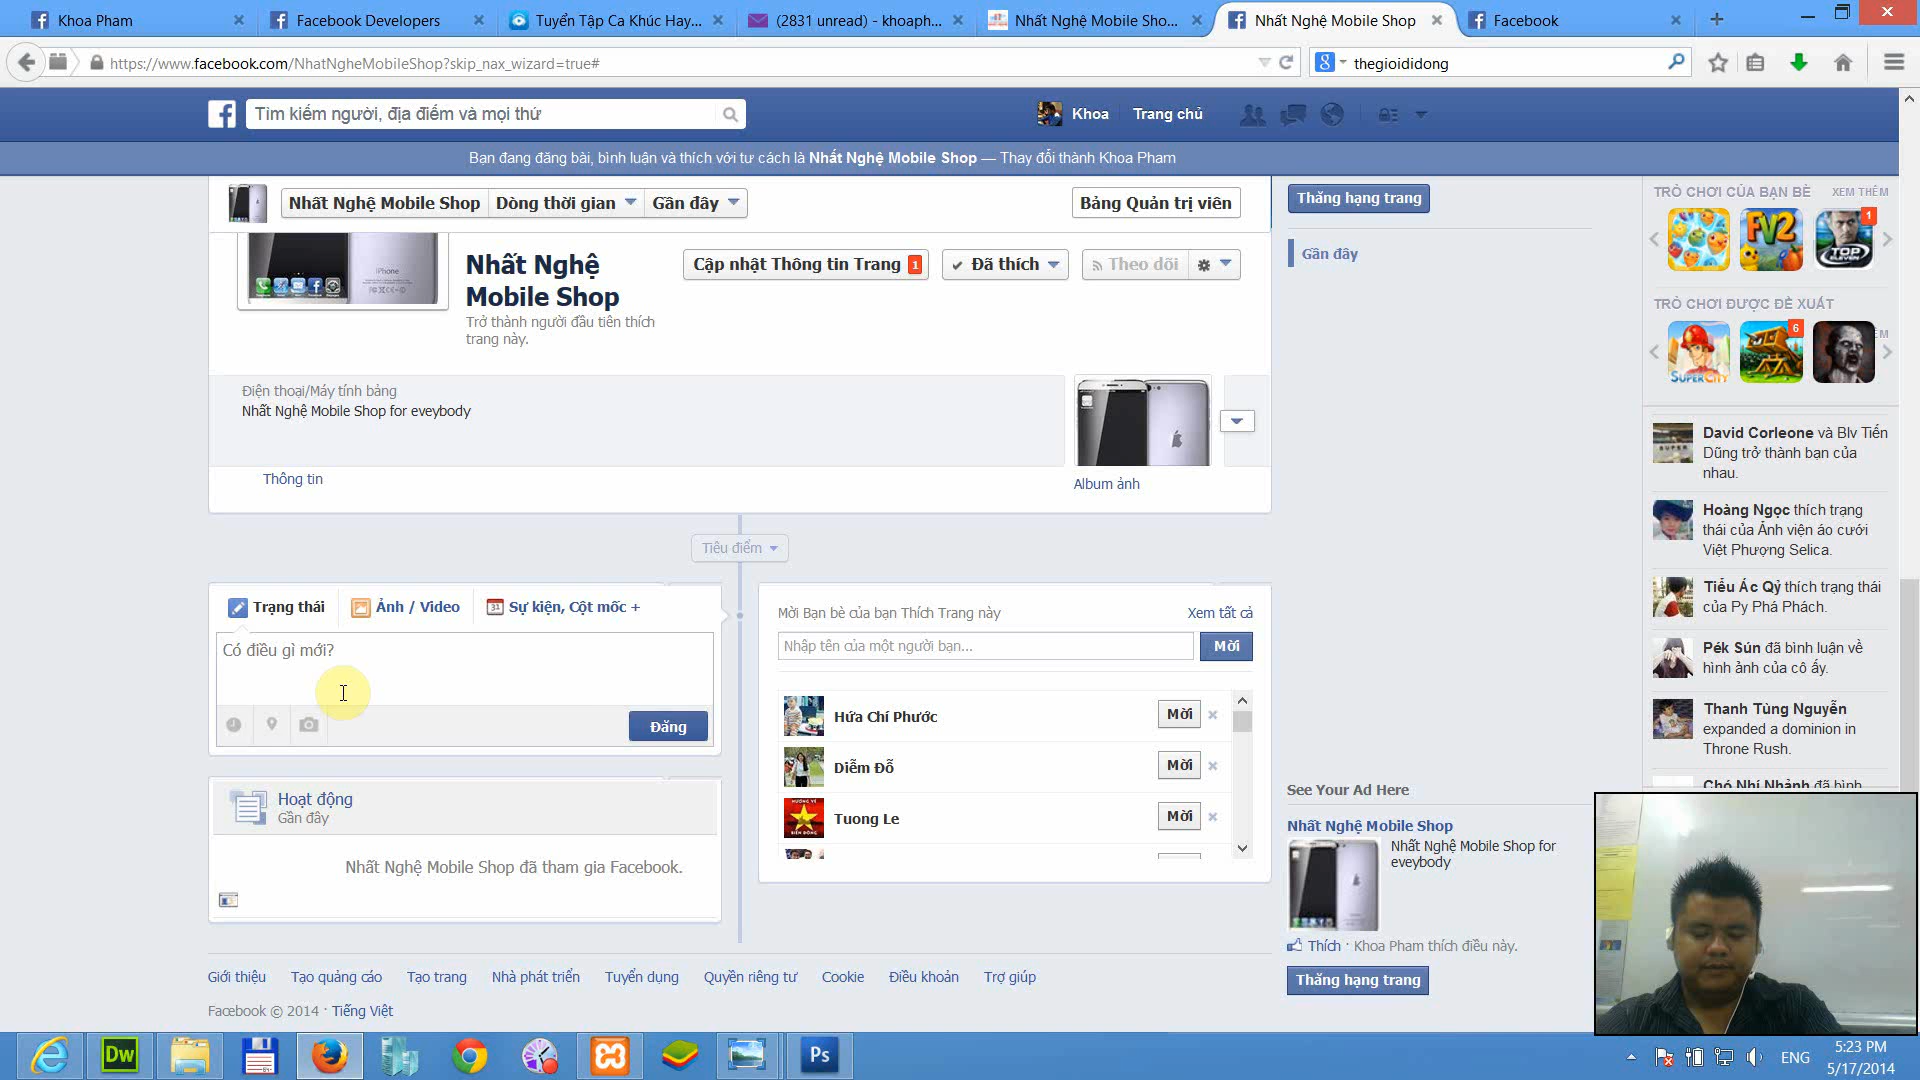 Khoa Pham
Facebook Developers
Tuyển Tập Ca Khúc Hay...
(2831 unread) - khoaph...
Nhất Nghệ Mobile Sho...
Nhất Nghệ Mobile Shop
Facebook
https://www.facebook.com/NhatNgheMobileShop?skip_nax_wizard=true#
thegioididong
Tìm kiếm người, địa điểm và mọi thứ
Khoa
Trang chủ
Bạn đang đăng bài, bình luận và thích với tư cách là Nhất Nghệ Mobile Shop — Thay đổi thành Khoa Pham
Nhất Nghệ Mobile Shop
Dòng thời gian
Gần đây
Bảng Quản trị viên
Thăng hạng trang
Gần đây
Nhất Nghệ
Mobile Shop
Trở thành người đầu tiên thích
trang này.
Cập nhật Thông tin Trang 1
Đã thích
Theo dõi
iPhone
Điện thoại/Máy tính bảng
Nhất Nghệ Mobile Shop for eveybody
Thông tin
Album ảnh
Tiêu điểm
Trạng thái
Ảnh / Video
31
Sự kiện, Cột mốc +
Có điều gì mới?
Đăng
Hoạt động
Gần đây
Nhất Nghệ Mobile Shop đã tham gia Facebook.
Mời Bạn bè của bạn Thích Trang này
Xem tất cả
Nhập tên của một người bạn...
Mời
Hứa Chí Phước
Mời
Diễm Đỗ
Mời
Tuong Le
Mời
TRÒ CHƠI CỦA BẠN BÈ
XEM THÊM
FV2
TOP ELEVEN
1
TRÒ CHƠI ĐƯỢC ĐỀ XUẤT
SUPERCITY
6
David Corleone và Blv Tiến
Dũng trở thành bạn của
nhau.
Hoàng Ngọc thích trạng
thái của Ảnh viện áo cưới
Việt Phượng Selica.
Tiểu Ác Qỷ thích trạng thái
của Py Phá Phách.
Pék Sún đã bình luận về
hình ảnh của cô ấy.
Thanh Tùng Nguyễn
expanded a dominion in
Throne Rush.
Chó Nhí Nhảnh đã bình
See Your Ad Here
Nhất Nghệ Mobile Shop
Nhất Nghệ Mobile Shop for
eveybody
Thích · Khoa Pham thích điều này.
Thăng hạng trang
Giới thiệu
Tạo quảng cáo
Tạo trang
Nhà phát triển
Tuyển dụng
Quyền riêng tư
Cookie
Điều khoản
Trợ giúp
Facebook © 2014 · Tiếng Việt
Dw
Ps
ENG
5:23 PM
5/17/2014